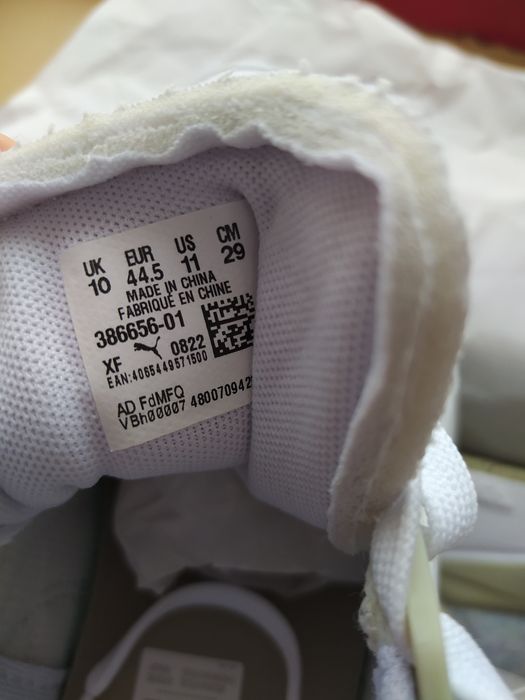 UK EUR US CM
10 44.5 11 29
MADE IN CHINA
FABRIQUÉ EN CHINE
386656-01
XF 0822
EAN:4065449571500
AD FdMFQ
VBh00007 480070942